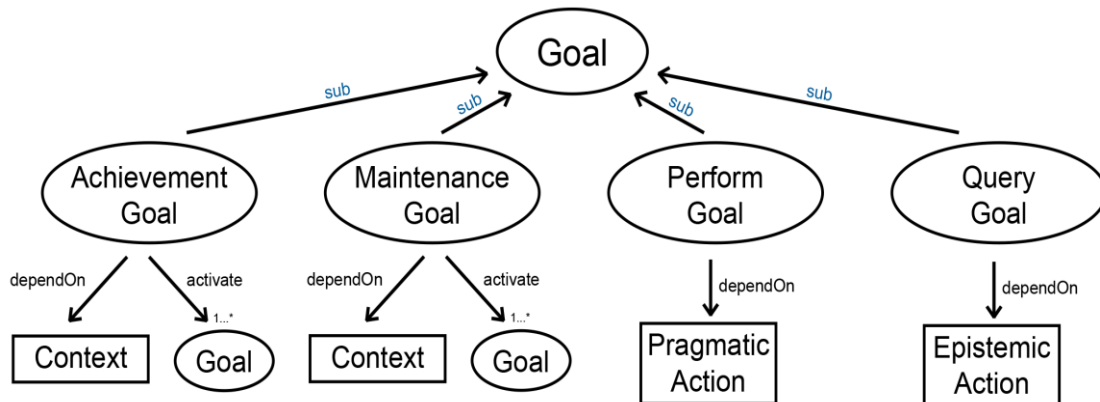 Goal
sub
sub
sub
sub
Achievement
Goal
Maintenance
Goal
Perform
Goal
Query
Goal
dependOn
activate
dependOn
activate
dependOn
dependOn
1...*
1...*
Context
Goal
Context
Goal
Pragmatic
Action
Epistemic
Action